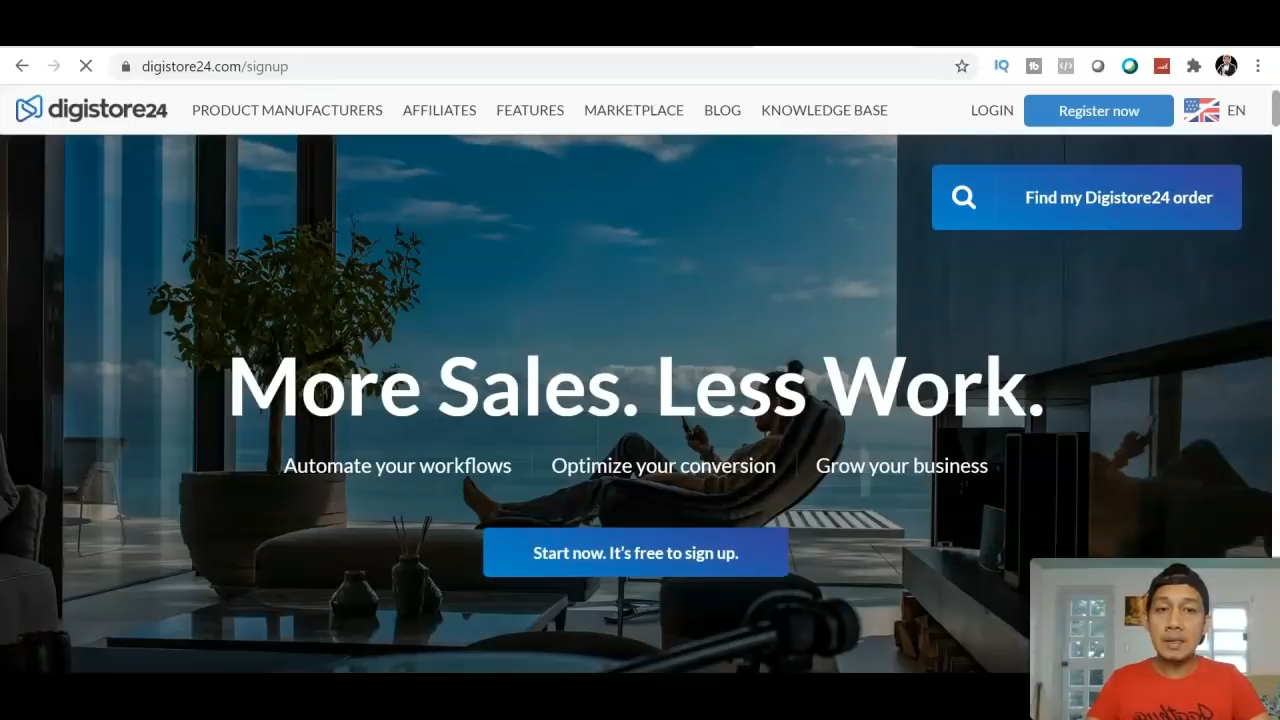 digistore24.com/signup
IQ
tb
digistore24
PRODUCT MANUFACTURERS
AFFILIATES
FEATURES
MARKETPLACE
BLOG
KNOWLEDGE BASE
LOGIN
Register now
EN
Find my Digistore24 order
More Sales. Less Work.
Automate your workflows
Optimize your conversion
Grow your business
Start now. It's free to sign up.